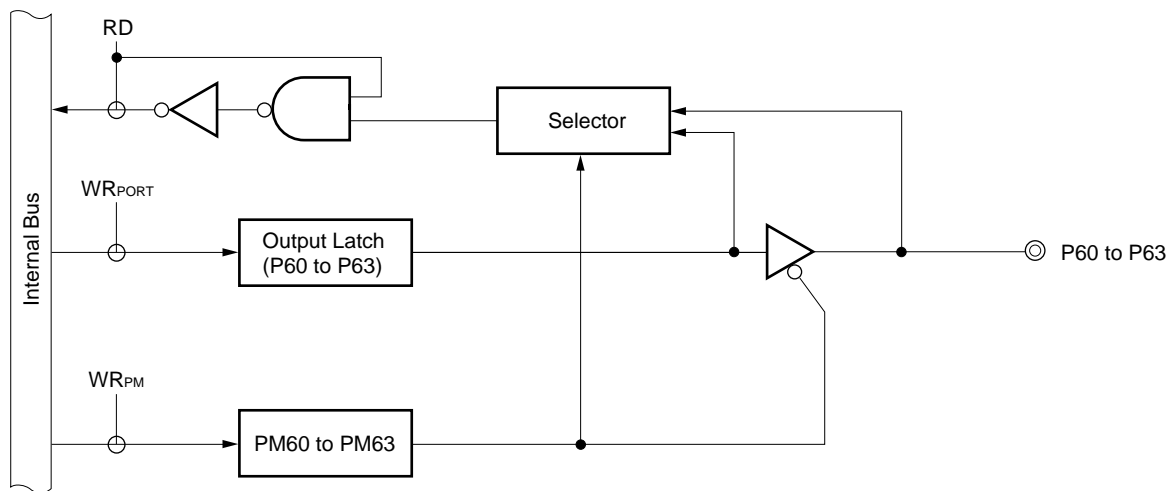 RD
Selector
WRPORT
Internal Bus
Output Latch
(P60 to P63)
P60 to P63
WRPM
PM60 to PM63